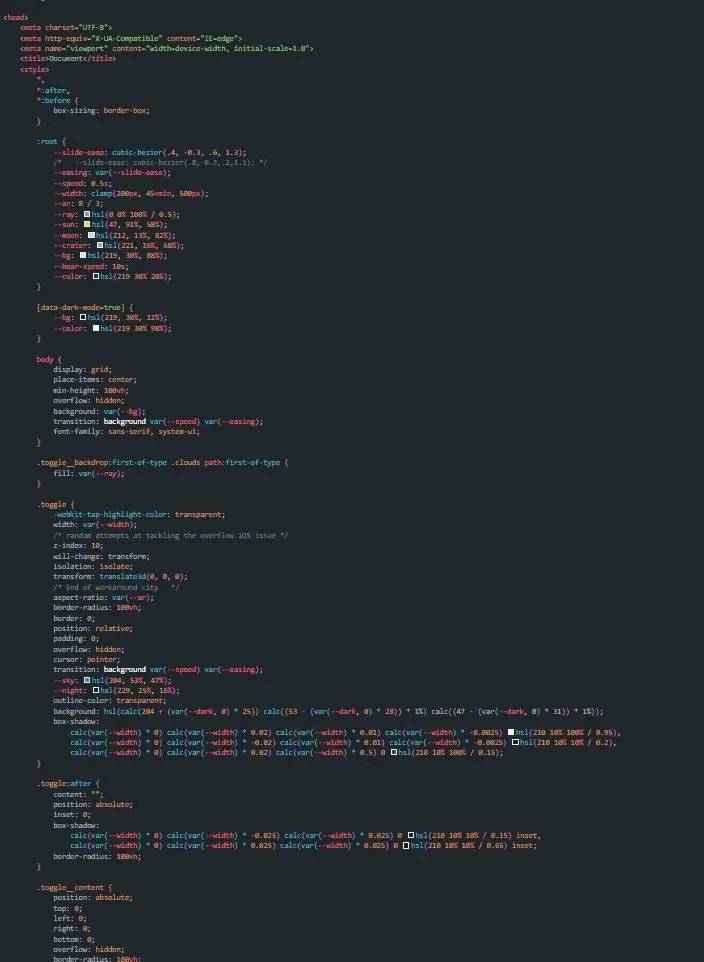 <head>
<meta charset="UTF-8">
<meta http-equiv="X-UA-Compatible" content="IE=edge">
<meta name="viewport" content="width=device-width, initial-scale=1.0">
<title>Document</title>
<style>
*,
*:after,
*:before {
box-sizing: border-box;
}
:root {
--slide-ease: cubic-bezier(.4, -0.3, .6, 1.3);
/* --slide-ease: cubic-bezier(.8,-0.3,.2,1.3); */
--easing: var(--slide-ease);
--speed: 0.5s;
--width: clamp(200px, 45vmin, 500px);
--ar: 8 / 3;
--ray: hsl(0 0% 100% / 0.5);
--sun: hsl(47, 91%, 58%);
--moon: hsl(212, 13%, 82%);
--crater: hsl(221, 16%, 68%);
--bg: hsl(219, 30%, 88%);
--bear-speed: 10s;
--color: hsl(219 30% 20%);
}
[data-dark-mode=true] {
--bg: hsl(219, 30%, 12%);
--color: hsl(219 30% 98%);
}
body {
display: grid;
place-items: center;
min-height: 100vh;
overflow: hidden;
background: var(--bg);
transition: background var(--speed) var(--easing);
font-family: sans-serif, system-ui;
}
.toggle__backdrop:first-of-type .clouds path:first-of-type {
fill: var(--ray);
}
.toggle {
-webkit-tap-highlight-color: transparent;
width: var(--width);
/* random attempts at tackling the overflow iOS issue */
z-index: 10;
will-change: transform;
isolation: isolate;
transform: translate3d(0, 0, 0);
/* End of workaround city */
aspect-ratio: var(--ar);
border-radius: 100vh;
border: 0;
position: relative;
padding: 0;
overflow: hidden;
cursor: pointer;
transition: background var(--speed) var(--easing);
--sky: hsl(204, 53%, 47%);
--night: hsl(229, 25%, 16%);
outline-color: transparent;
background: hsl(calc(204 + (var(--dark, 0) * 25)) calc((53 - (var(--dark, 0) * 28)) * 1%) calc((47 - (var(--dark, 0) * 31)) * 1%));
box-shadow:
calc(var(--width) * 0) calc(var(--width) * 0.02) calc(var(--width) * 0.01) calc(var(--width) * -0.0025) hsl(210 10% 100% / 0.95),
calc(var(--width) * 0) calc(var(--width) * -0.02) calc(var(--width) * 0.01) calc(var(--width) * -0.0025) hsl(210 10% 10% / 0.2),
calc(var(--width) * 0) calc(var(--width) * 0.02) calc(var(--width) * 0.5) 0 hsl(210 10% 100% / 0.15);
}
.toggle:after {
content: "";
position: absolute;
inset: 0;
box-shadow:
calc(var(--width) * 0) calc(var(--width) * -0.025) calc(var(--width) * 0.025) 0 hsl(210 10% 10% / 0.15) inset,
calc(var(--width) * 0) calc(var(--width) * 0.025) calc(var(--width) * 0.025) 0 hsl(210 10% 10% / 0.65) inset;
border-radius: 100vh;
}
.toggle__content {
position: absolute;
top: 0;
left: 0;
right: 0;
bottom: 0;
overflow: hidden;
border-radius: 100vh;